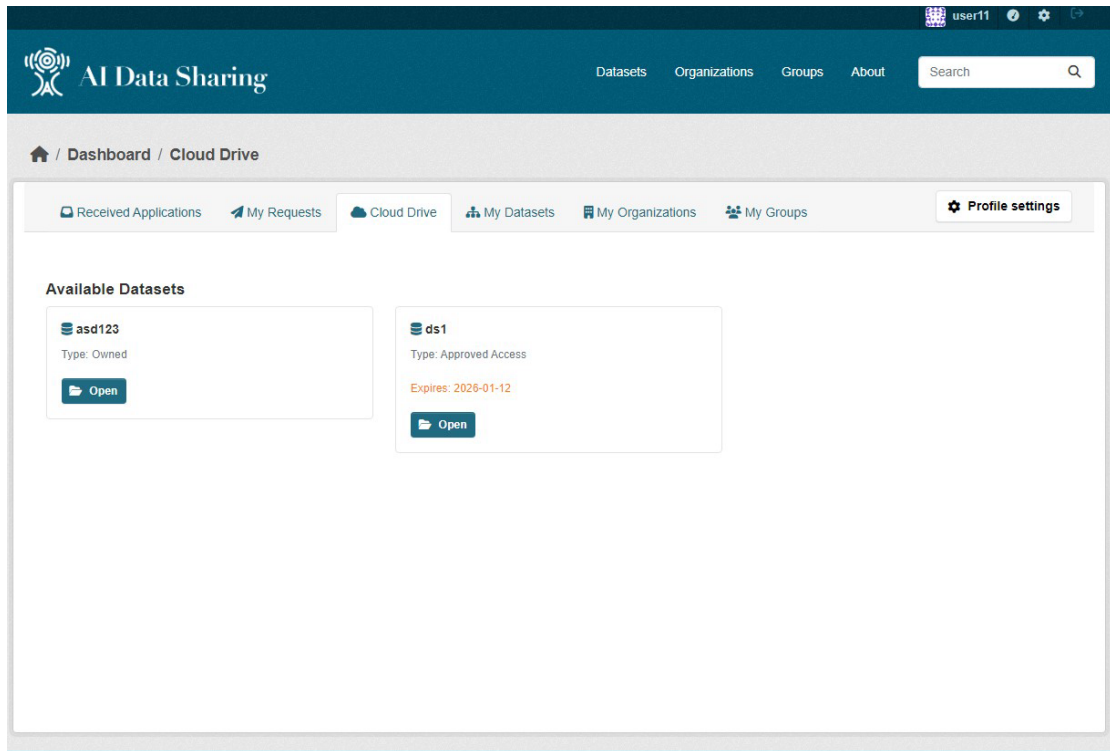 user11
AI Data Sharing
Datasets Organizations Groups About Search
/ Dashboard / Cloud Drive
Received Applications My Requests Cloud Drive My Datasets My Organizations My Groups Profile settings
Available Datasets
asd123
Type: Owned
Open
ds1
Type: Approved Access
Expires: 2026-01-12
Open